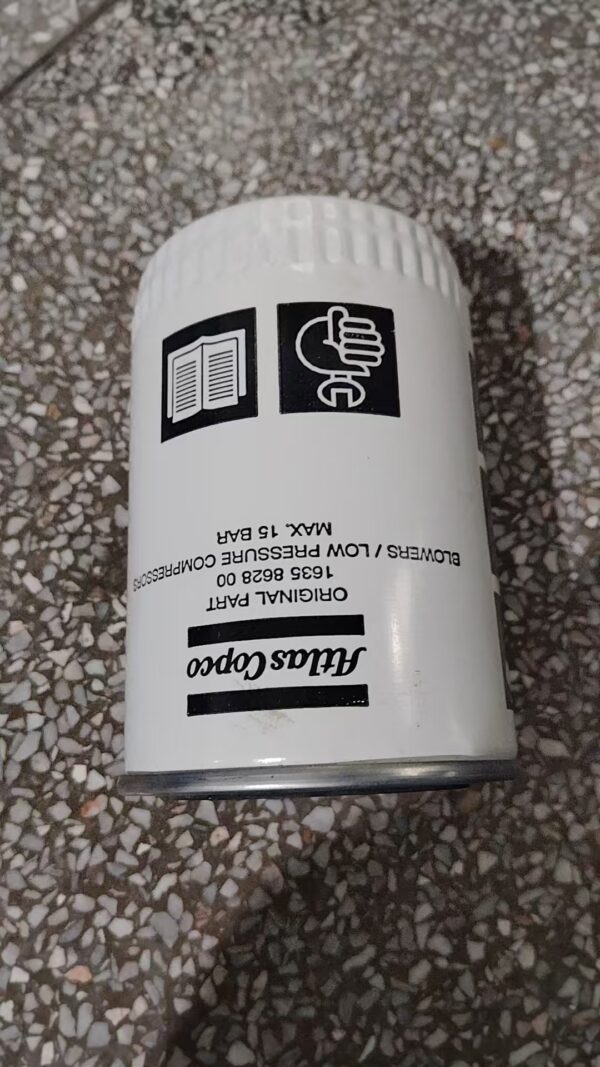 Atlas Copco
ORIGINAL PART
1635 8628 00
BLOWERS / LOW PRESSURE COMPRESSORS
MAX. 15 BAR